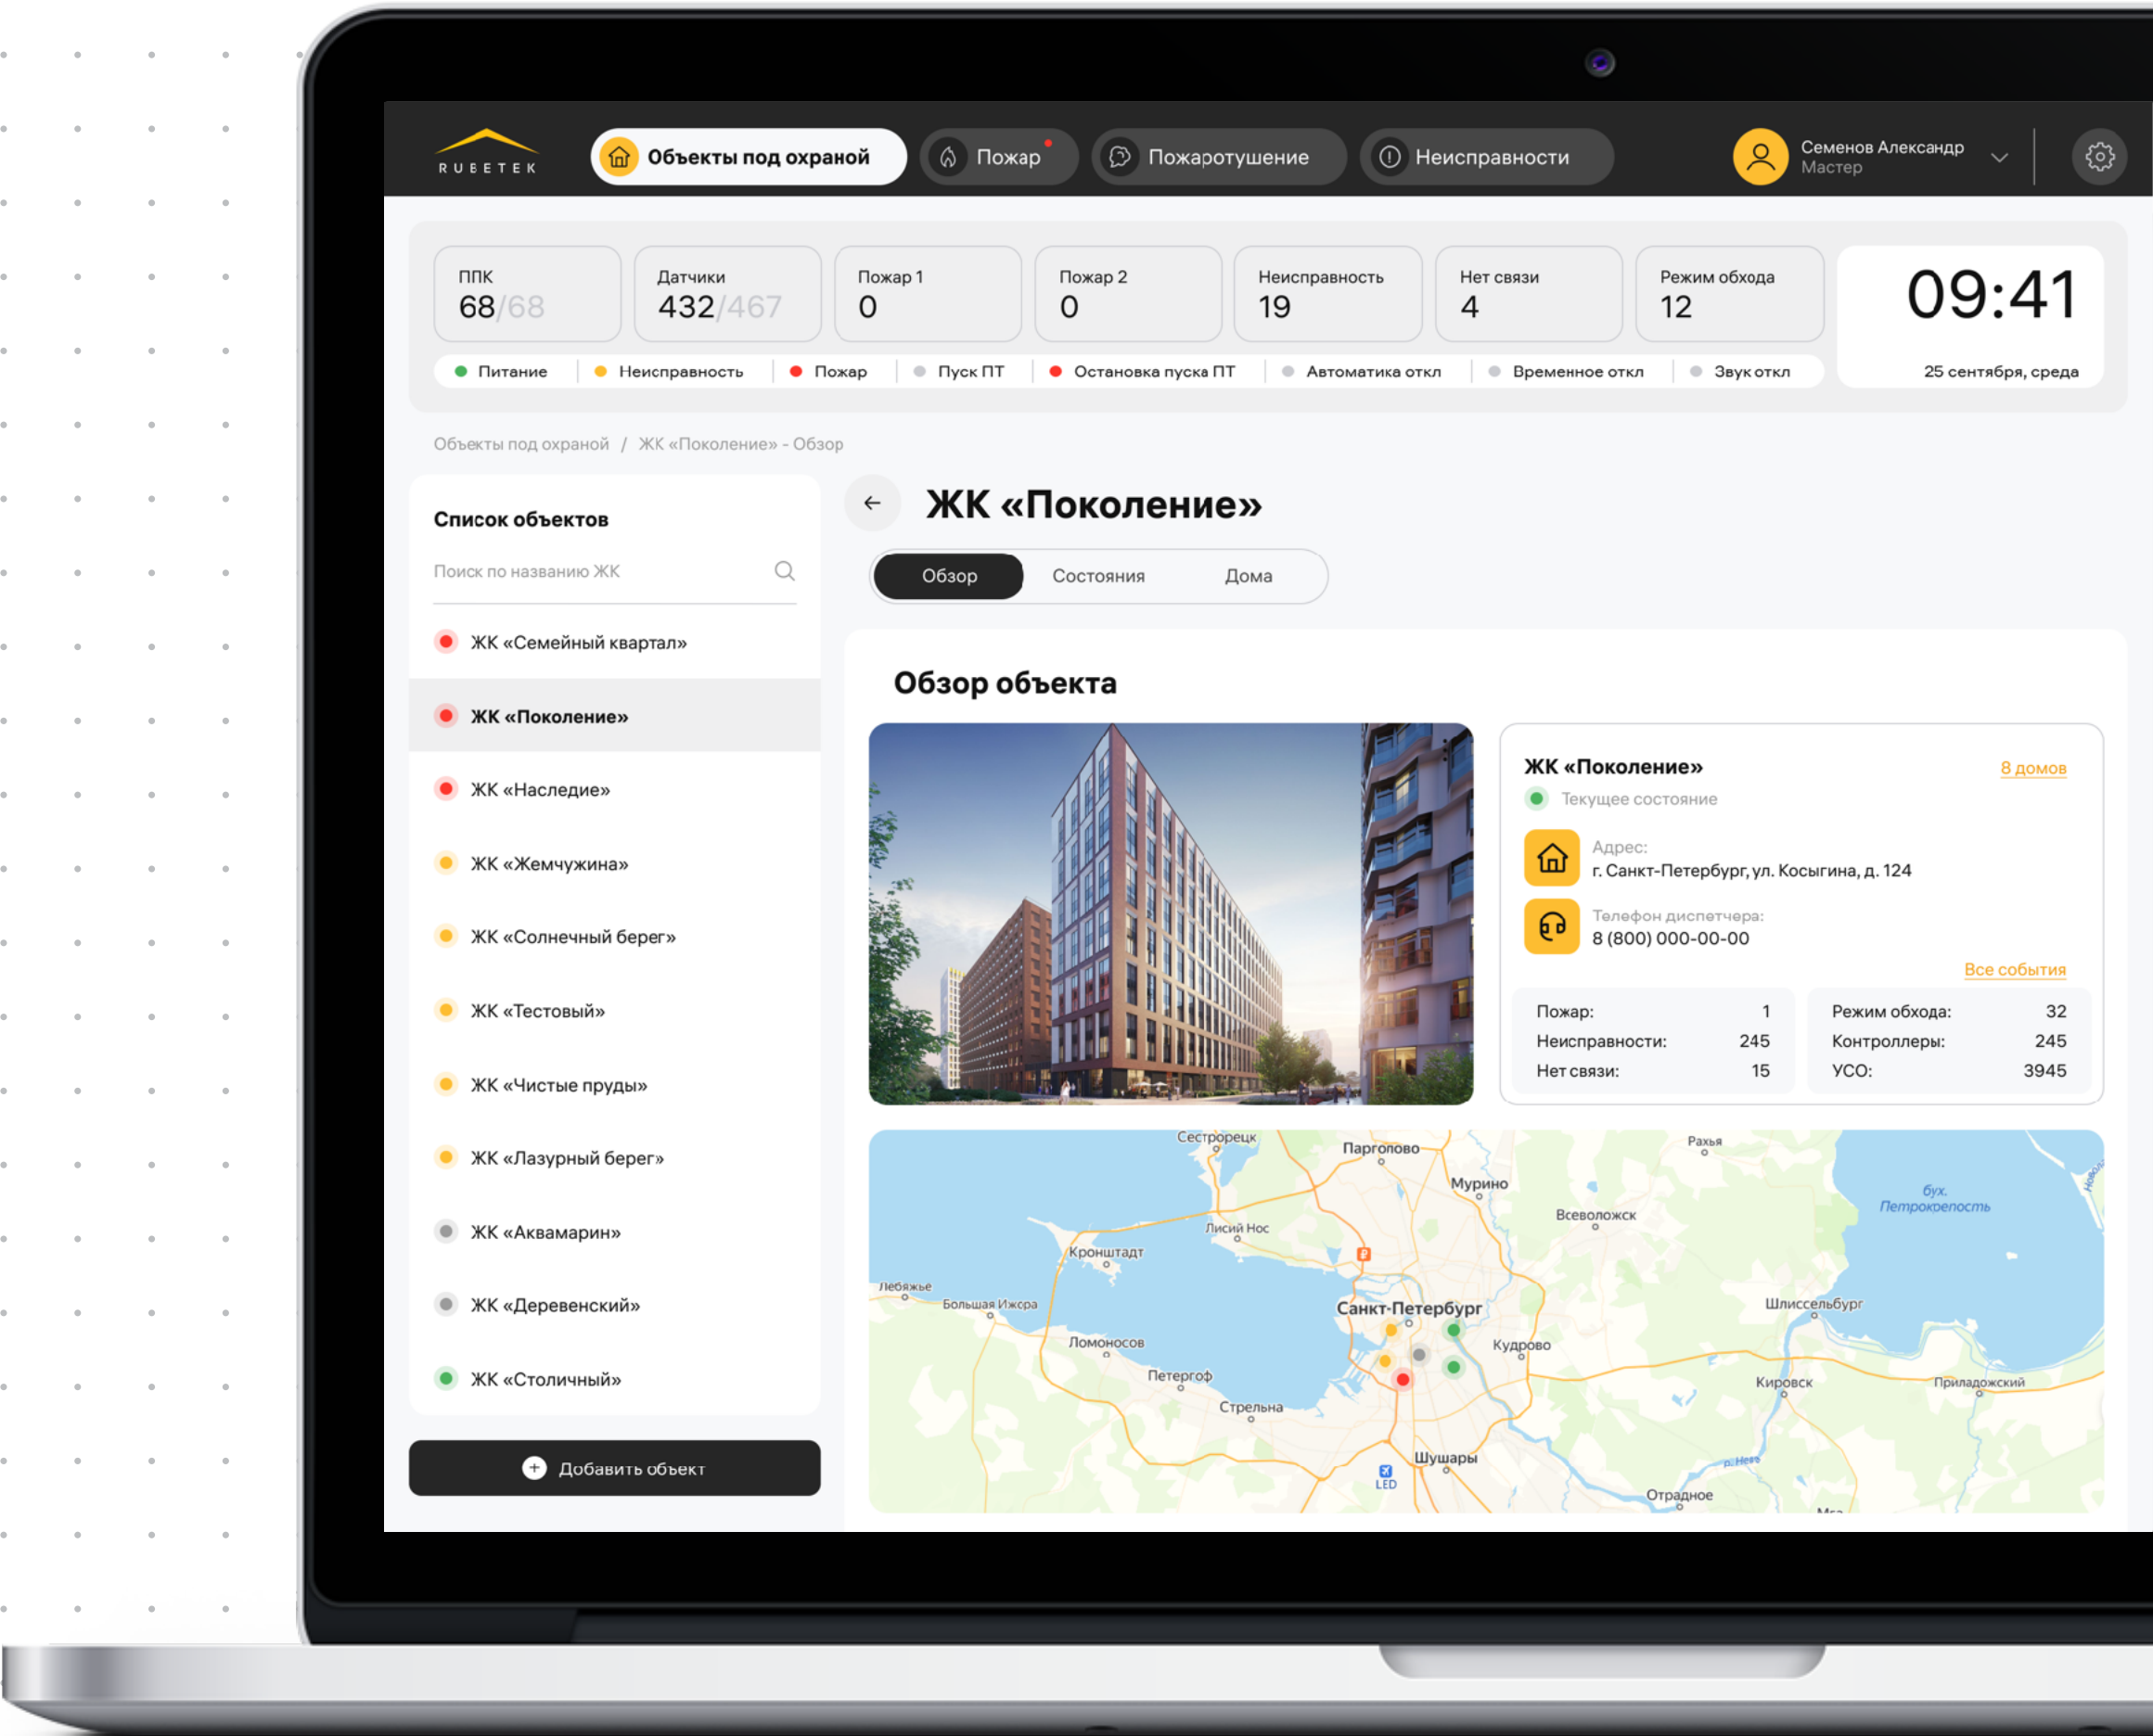 RUBETEK
Объекты под охраной
Пожар
Пожаротушение
Неисправности
Семенов Александр
Мастер
ППК
68/68
Датчики
432/467
Пожар 1
0
Пожар 2
0
Неисправность
19
Нет связи
4
Режим обхода
12
09:41
25 сентября, среда
Питание
Неисправность
Пожар
Пуск ПТ
Остановка пуска ПТ
Автоматика откл
Временное откл
Звук откл
Объекты под охраной / ЖК «Поколение» - Обзор
Список объектов
Поиск по названию ЖК
ЖК «Семейный квартал»
ЖК «Поколение»
ЖК «Наследие»
ЖК «Жемчужина»
ЖК «Солнечный берег»
ЖК «Тестовый»
ЖК «Чистые пруды»
ЖК «Лазурный берег»
ЖК «Аквамарин»
ЖК «Деревенский»
ЖК «Столичный»
Добавить объект
ЖК «Поколение»
Обзор
Состояния
Дома
Обзор объекта
ЖК «Поколение»
8 домов
Текущее состояние
Адрес:
г. Санкт-Петербург, ул. Косыгина, д. 124
Телефон диспетчера:
8 (800) 000-00-00
Все события
Пожар: 1
Неисправности: 245
Нет связи: 15
Режим обхода: 32
Контроллеры: 245
УСО: 3945
Сестрорецк
Парголово
Рахья
Мурино
бух.
Петрокрепость
Всеволожск
Лисий Нос
Кронштадт
Лебяжье
Большая Ижора
Санкт-Петербург
Шлиссельбург
Ломоносов
Кудрово
Петергоф
Кировск
Приладожский
Стрельна
Шушары
LED
р. Нева
Отрадное